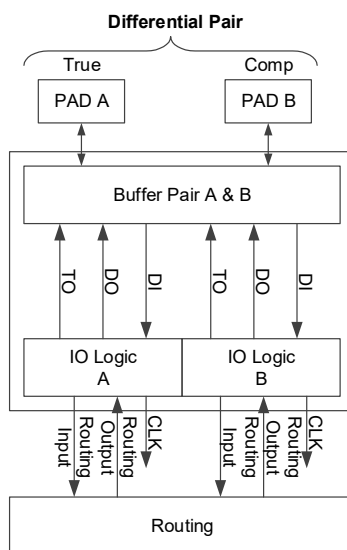 Differential Pair
True
Comp
PAD A
PAD B
Buffer Pair A & B
TO
DO
DI
TO
DO
DI
IO Logic
A
IO Logic
B
Routing
Input
Routing
Output
CLK
Routing
Input
Routing
Output
CLK
Routing